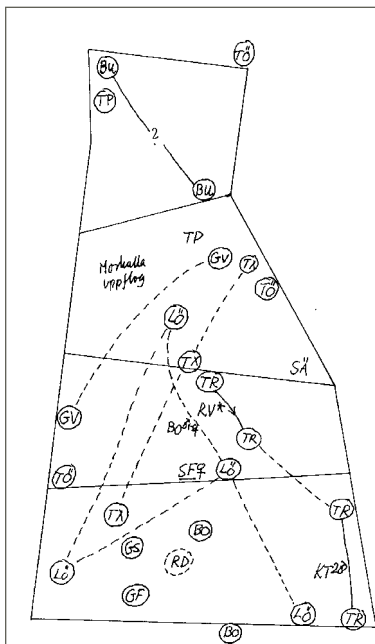 TÖ
BU
TP
2
BU
TP
GV
TX
Morkulla
uppflog
TÖ
LÖ
TX
SÄ
TR
RV*
GV
BO♂♀
TR
SF♀
LÖ
TÖ
TX
TR
BO
GS
RD
LÖ
KT2♂
GF
LÖ
TR
BO